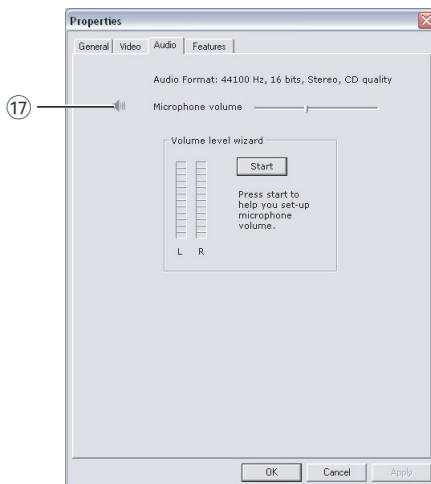 Properties
General Video Audio Features
Audio Format: 44100 Hz, 16 bits, Stereo, CD quality
⑰
Microphone volume
Volume level wizard
Start
Press start to
help you set-up
microphone
volume.
L R
OK Cancel Apply